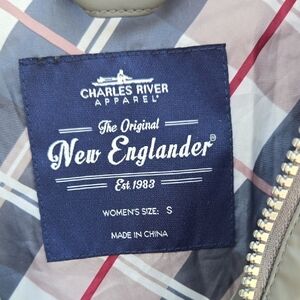 CHARLES RIVER
APPAREL®
The Original
New Englander®
Est. 1983
WOMEN'S SIZE: S
MADE IN CHINA